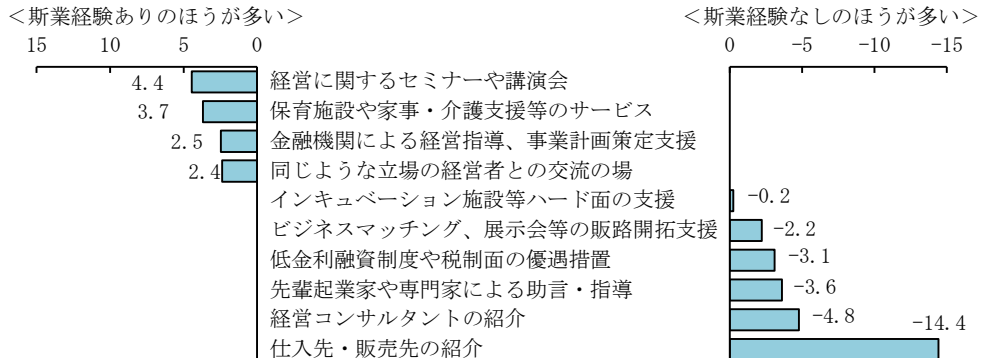 ＜斯業経験ありのほうが多い＞ ＜斯業経験なしのほうが多い＞
15 10 5 0 0 -5 -10 -15
4.4 経営に関するセミナーや講演会
3.7 保育施設や家事・介護支援等のサービス
2.5 金融機関による経営指導、事業計画策定支援
2.4 同じような立場の経営者との交流の場
インキュベーション施設等ハード面の支援 -0.2
ビジネスマッチング、展示会等の販路開拓支援 -2.2
低金利融資制度や税制面の優遇措置 -3.1
先輩起業家や専門家による助言・指導 -3.6
経営コンサルタントの紹介 -4.8
仕入先・販売先の紹介 -14.4